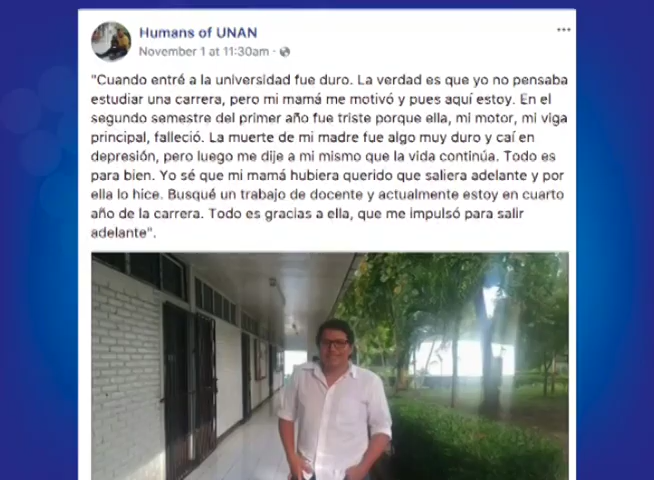 Humans of UNAN
November 1 at 11:30am ·
"Cuando entré a la universidad fue duro. La verdad es que yo no pensaba
estudiar una carrera, pero mi mamá me motivó y pues aquí estoy. En el
segundo semestre del primer año fue triste porque ella, mi motor, mi viga
principal, falleció. La muerte de mi madre fue algo muy duro y caí en
depresión, pero luego me dije a mi mismo que la vida continúa. Todo es
para bien. Yo sé que mi mamá hubiera querido que saliera adelante y por
ella lo hice. Busqué un trabajo de docente y actualmente estoy en cuarto
año de la carrera. Todo es gracias a ella, que me impulsó para salir
adelante".